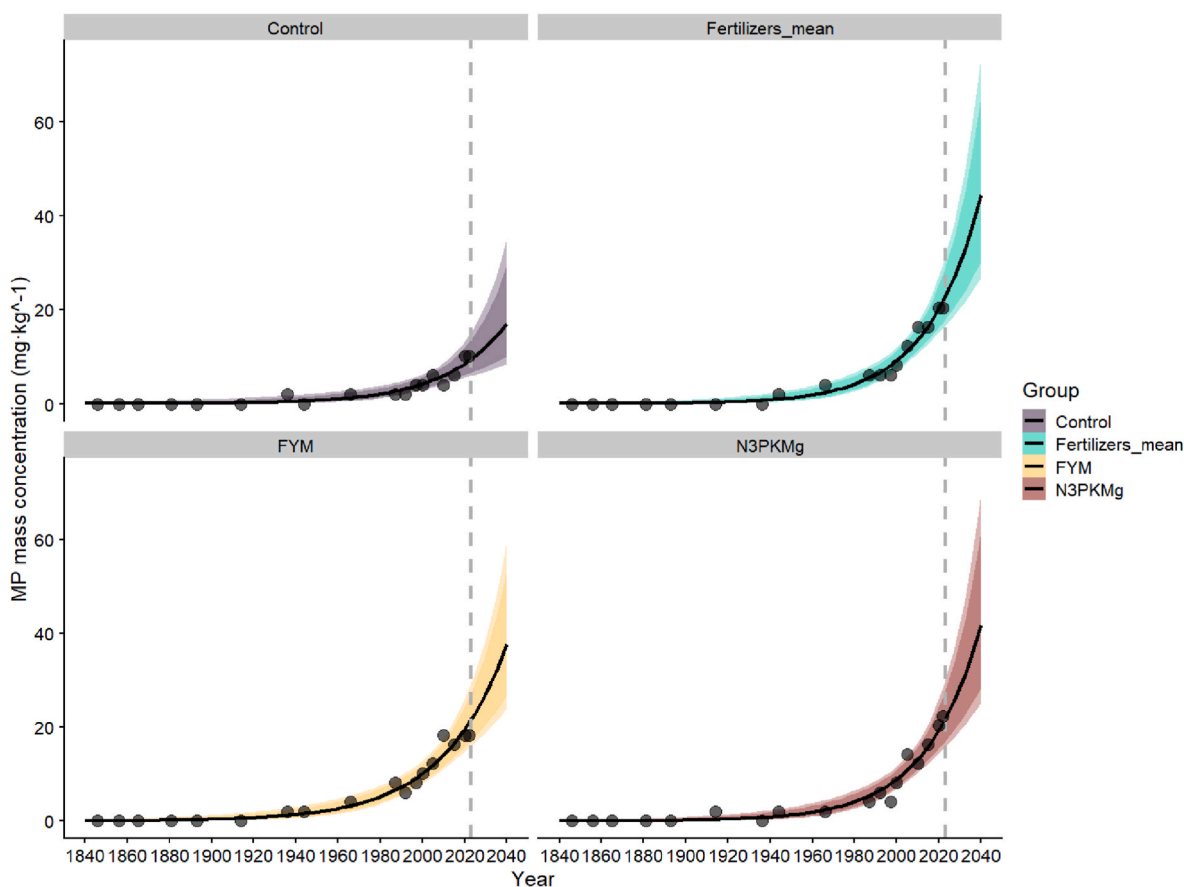 Control
Fertilizers_mean
60
40
20
0
FYM
N3PKMg
60
40
20
0
MP mass concentration (mg·kg^-1)
1840 1860 1880 1900 1920 1940 1960 1980 2000 2020 2040
1840 1860 1880 1900 1920 1940 1960 1980 2000 2020 2040
Year
Group
Control
Fertilizers_mean
FYM
N3PKMg